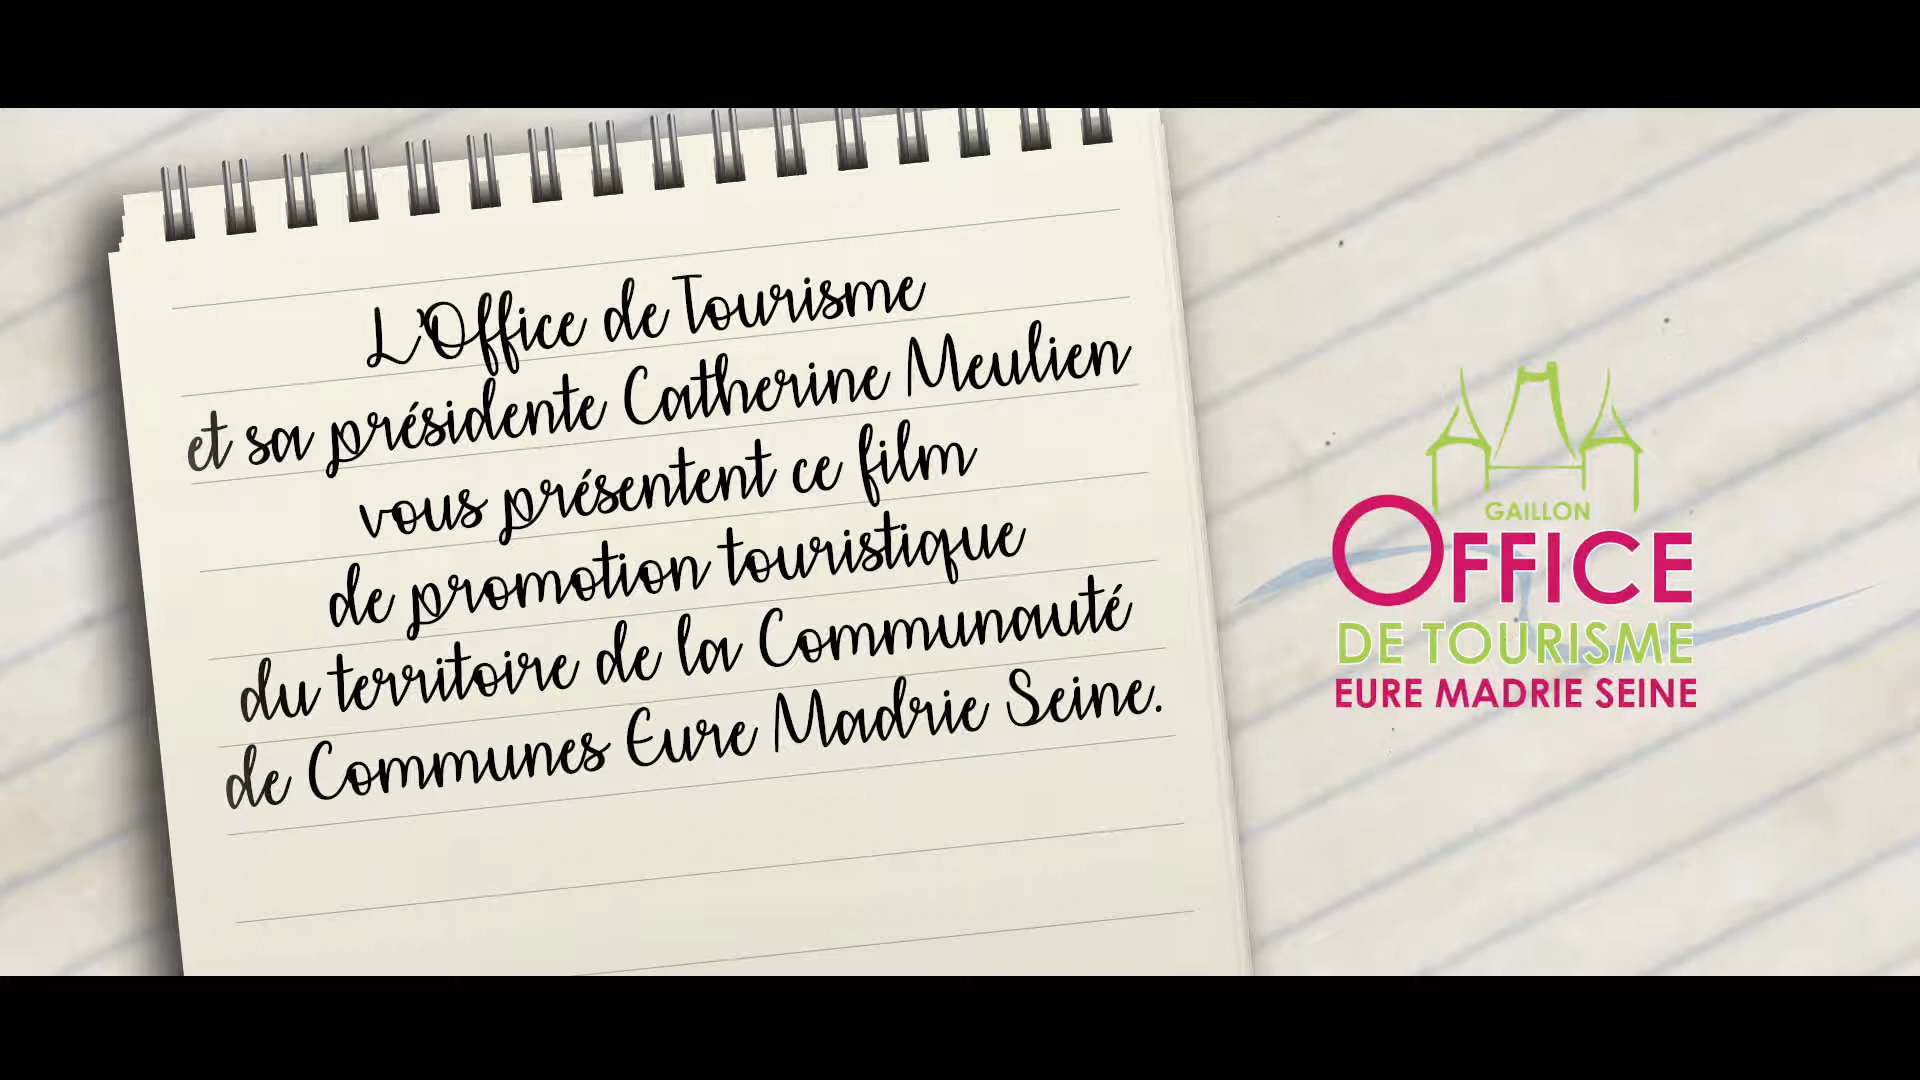 L'Office de Tourisme
et sa présidente Catherine Meulien
vous présentent ce film
de promotion touristique
du territoire de la Communauté
de Communes Eure Madrie Seine.
GAILLON
OFFICE
DE TOURISME
EURE MADRIE SEINE